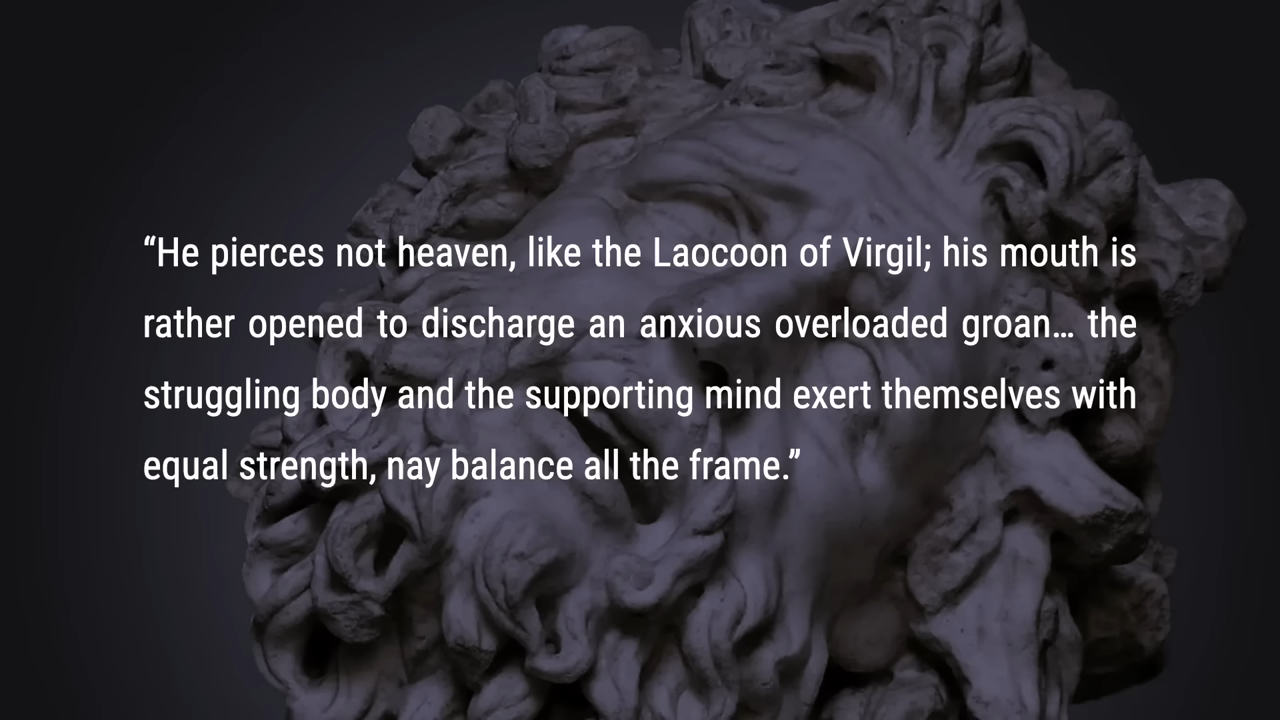 “He pierces not heaven, like the Laocoon of Virgil; his mouth is
rather opened to discharge an anxious overloaded groan… the
struggling body and the supporting mind exert themselves with
equal strength, nay balance all the frame.”